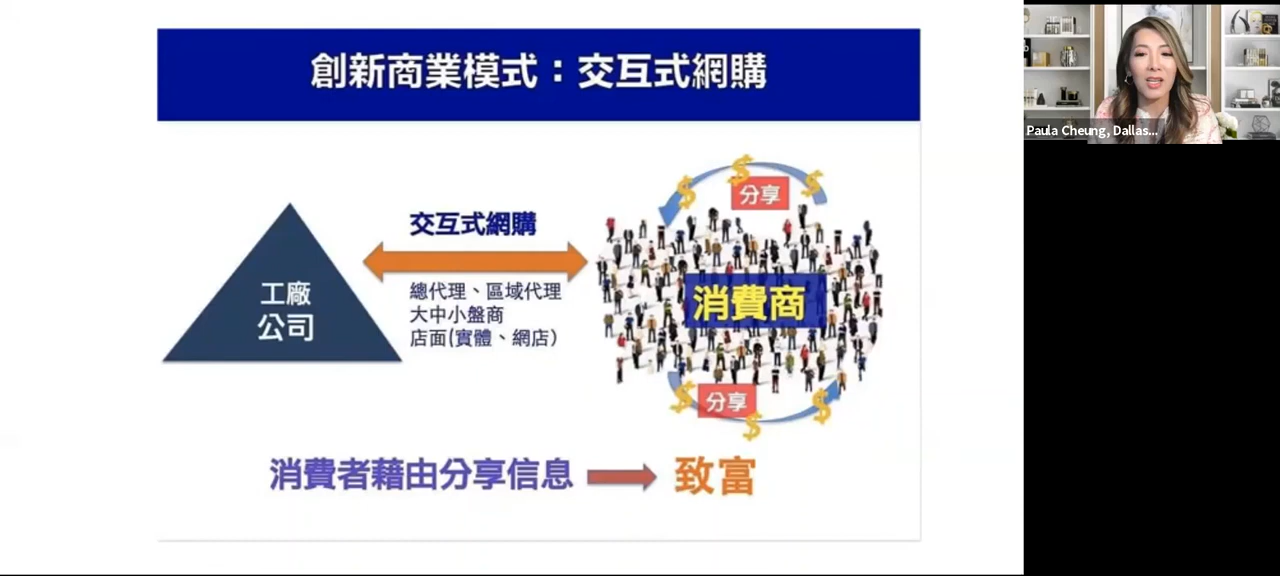 創新商業模式：交互式網購
Paula Cheung, Dallas...
分享
交互式網購
工廠
公司
總代理、區域代理
大中小盤商
店面(實體、網店)
消費商
分享
消費者藉由分享信息
致富